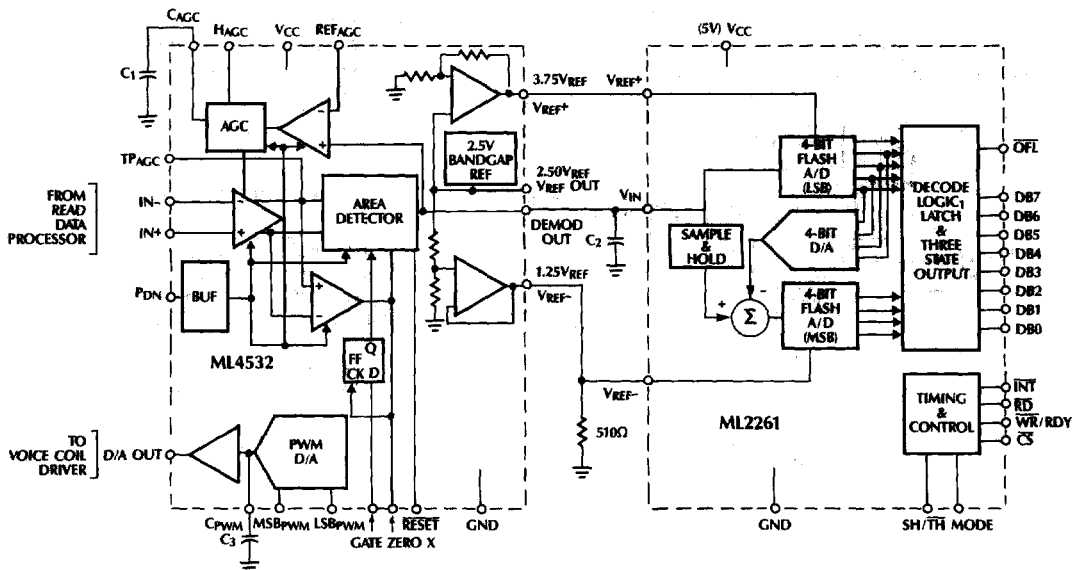 CAGC
HAGC
VCC
REFAGC
C1
AGC
−
+
TPAGC
FROM
READ
DATA
PROCESSOR
IN−
IN+
AREA
DETECTOR
PDN
BUF
+
−
ML4532
Q
FF
CK D
TO
VOICE COIL
DRIVER
D/A OUT
PWM
D/A
CPWM
MSBPWM
LSBPWM
RESET
C3
GATE ZERO X
GND
3.75VREF
VREF+
2.5V
BANDGAP
REF
2.50VREF
VREF OUT
DEMOD
OUT
C2
1.25VREF
VREF−
510Ω
(5V) VCC
VREF+
VIN
VREF−
4-BIT
FLASH
A/D
(LSB)
SAMPLE
&
HOLD
4-BIT
D/A
+
−
Σ
4-BIT
FLASH
A/D
(MSB)
DECODE
LOGIC1
LATCH
&
THREE
STATE
OUTPUT
OFL
DB7
DB6
DB5
DB4
DB3
DB2
DB1
DB0
ML2261
TIMING
&
CONTROL
INT
RD
WR/RDY
CS
GND
SH/TH MODE